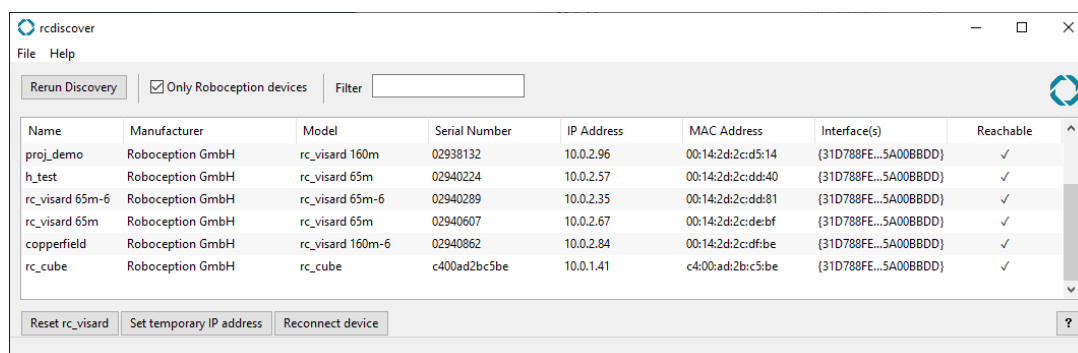 rcdiscover
File Help
Rerun Discovery Only Roboception devices Filter
Name Manufacturer Model Serial Number IP Address MAC Address Interface(s) Reachable
proj_demo Roboception GmbH rc_visard 160m 02938132 10.0.2.96 00:14:2d:2c:d5:14 {31D788FE...5A00BBDD} ✓
h_test Roboception GmbH rc_visard 65m 02940224 10.0.2.57 00:14:2d:2c:dd:40 {31D788FE...5A00BBDD} ✓
rc_visard 65m-6 Roboception GmbH rc_visard 65m-6 02940289 10.0.2.35 00:14:2d:2c:dd:81 {31D788FE...5A00BBDD} ✓
rc_visard 65m Roboception GmbH rc_visard 65m 02940607 10.0.2.67 00:14:2d:2c:de:bf {31D788FE...5A00BBDD} ✓
copperfield Roboception GmbH rc_visard 160m-6 02940862 10.0.2.84 00:14:2d:2c:df:be {31D788FE...5A00BBDD} ✓
rc_cube Roboception GmbH rc_cube c400ad2bc5be 10.0.1.41 c4:00:ad:2b:c5:be {31D788FE...5A00BBDD} ✓
Reset rc_visard Set temporary IP address Reconnect device ?